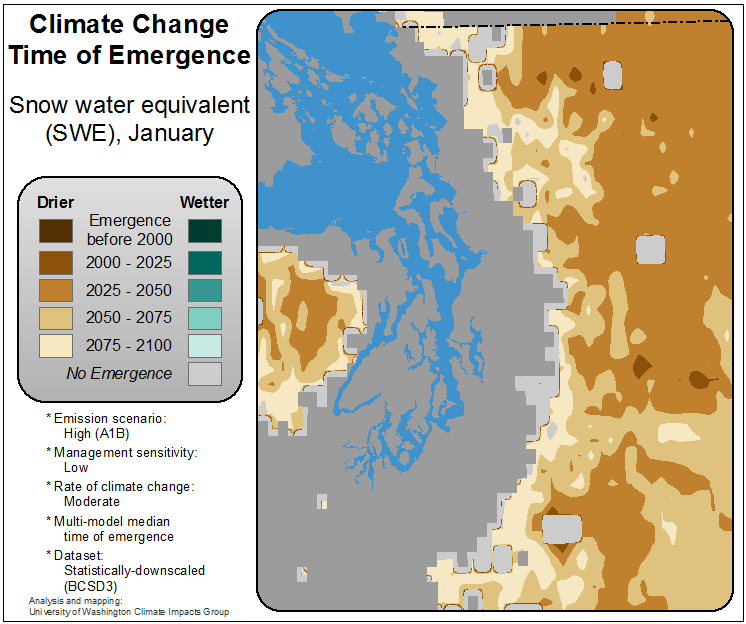 Climate Change
Time of Emergence
Snow water equivalent
(SWE), January
Drier Wetter
Emergence
before 2000
2000 - 2025
2025 - 2050
2050 - 2075
2075 - 2100
No Emergence
* Emission scenario:
High (A1B)
* Management sensitivity:
Low
* Rate of climate change:
Moderate
* Multi-model median
time of emergence
* Dataset:
Statistically-downscaled
(BCSD3)
Analysis and mapping:
University of Washington Climate Impacts Group